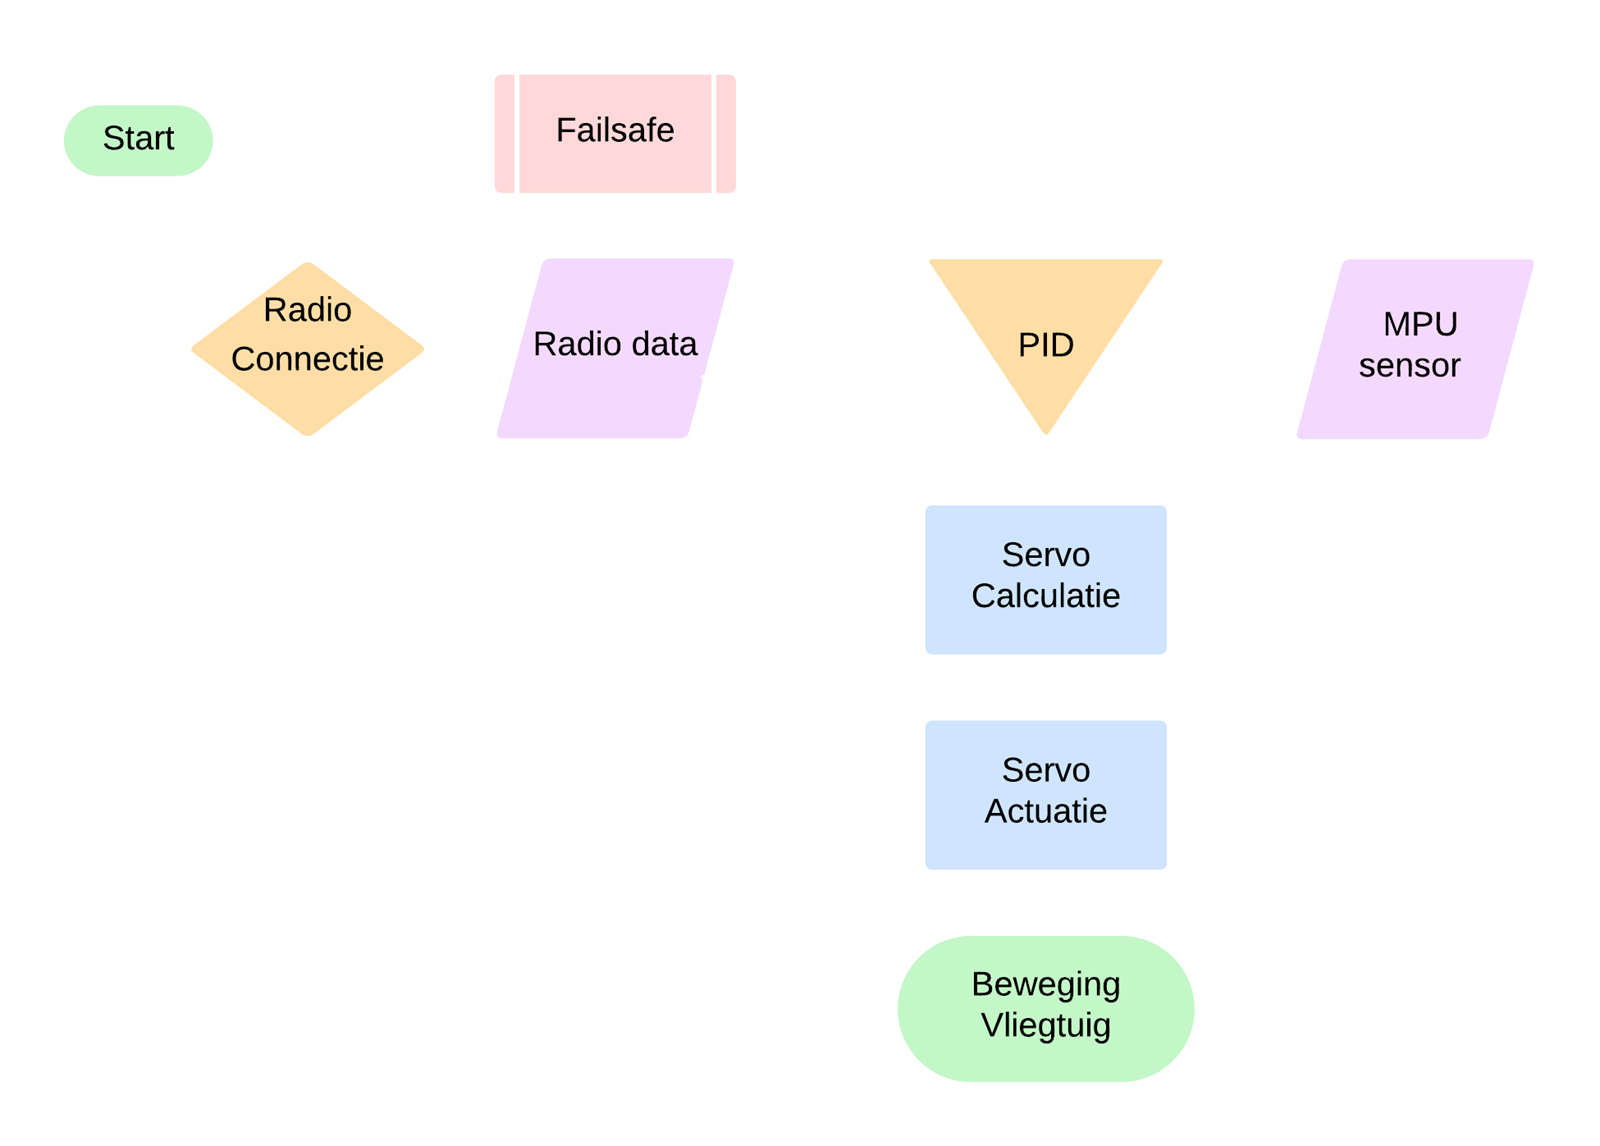 Start
Failsafe
Radio
Connectie
Radio data
PID
MPU
sensor
Servo
Calculatie
Servo
Actuatie
Beweging
Vliegtuig